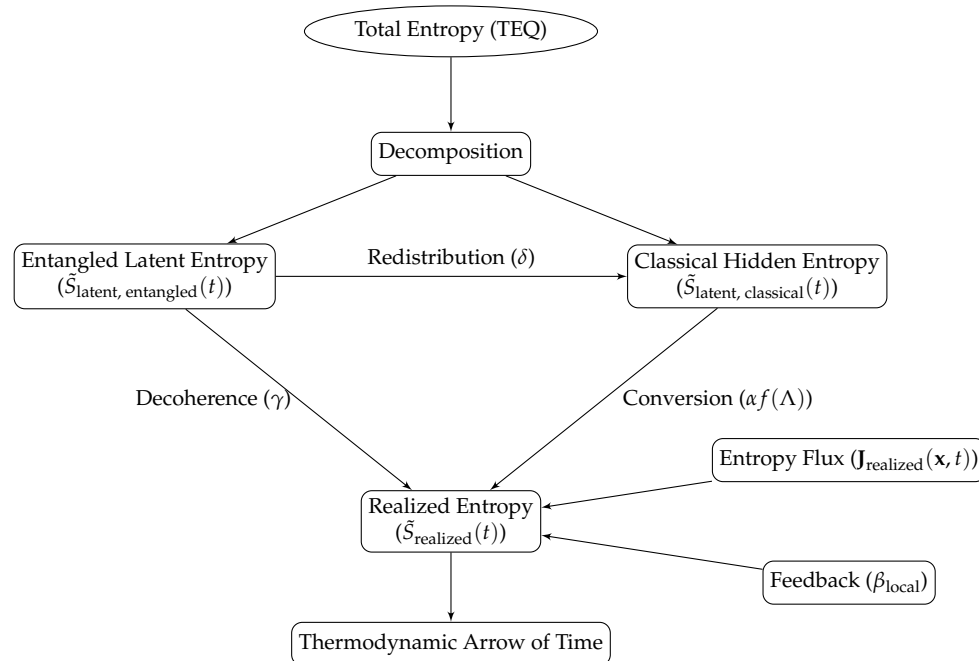 Total Entropy (TEQ)
Decomposition
Entangled Latent Entropy
(S̃latent, entangled(t))
Redistribution (δ)
Classical Hidden Entropy
(S̃latent, classical(t))
Decoherence (γ)
Conversion (αf(Λ))
Entropy Flux (Jrealized(x, t))
Realized Entropy
(S̃realized(t))
Feedback (βlocal)
Thermodynamic Arrow of Time